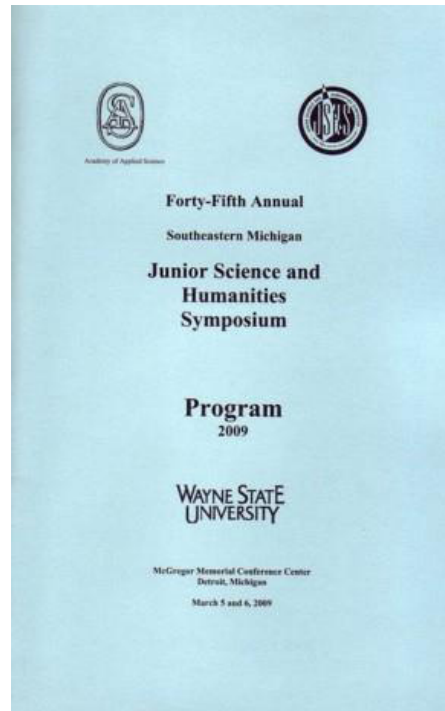 Academy of Applied Science
JSHS
Forty-Fifth Annual
Southeastern Michigan
Junior Science and
Humanities
Symposium
Program
2009
WAYNE STATE
UNIVERSITY
McGregor Memorial Conference Center
Detroit, Michigan
March 5 and 6, 2009